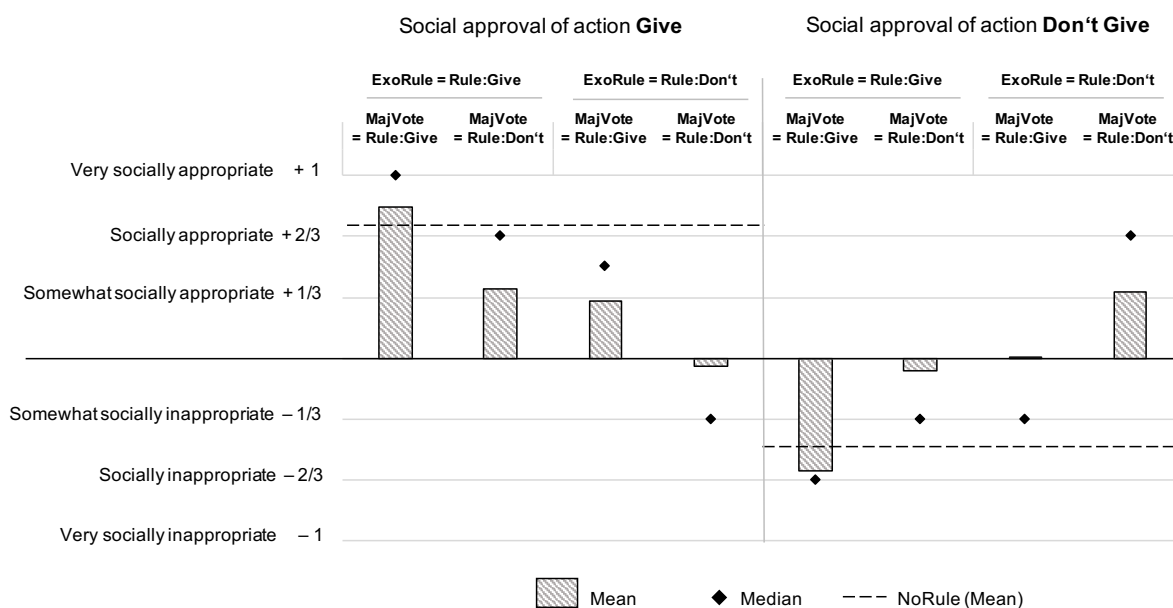 Social approval of action Give
Social approval of action Don‘t Give
ExoRule = Rule:Give
ExoRule = Rule:Don‘t
ExoRule = Rule:Give
ExoRule = Rule:Don‘t
MajVote
= Rule:Give
MajVote
= Rule:Don‘t
MajVote
= Rule:Give
MajVote
= Rule:Don‘t
MajVote
= Rule:Give
MajVote
= Rule:Don‘t
MajVote
= Rule:Give
MajVote
= Rule:Don‘t
Very socially appropriate + 1
Socially appropriate + 2/3
Somewhat socially appropriate + 1/3
Somewhat socially inappropriate – 1/3
Socially inappropriate – 2/3
Very socially inappropriate – 1
Mean
Median
NoRule (Mean)